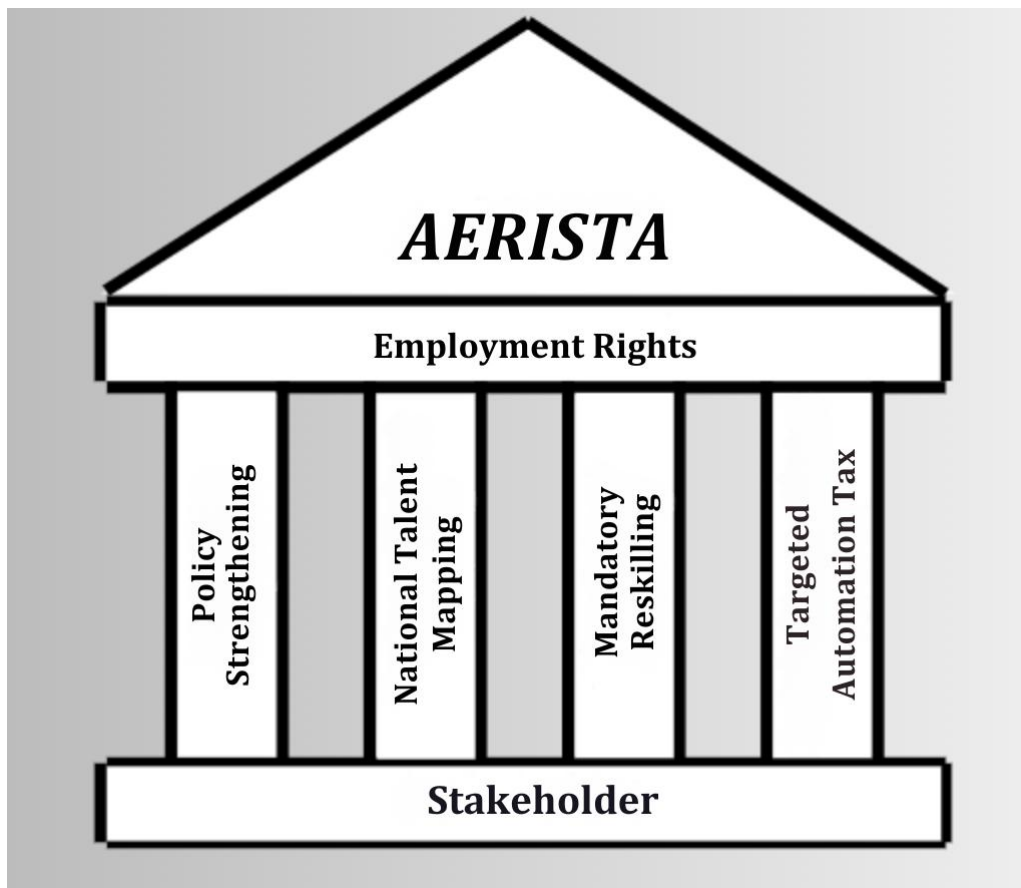 AERISTA
Employment Rights
Policy
Strengthening
National Talent
Mapping
Mandatory
Reskilling
Targeted
Automation Tax
Stakeholder